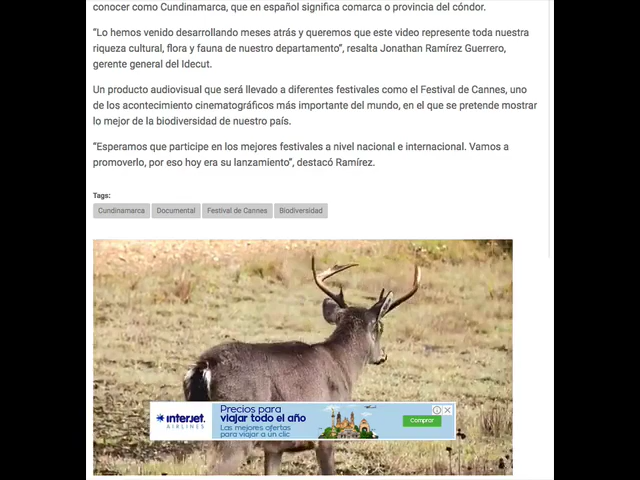 conocer como Cundinamarca, que en español significa comarca o provincia del cóndor.
“Lo hemos venido desarrollando meses atrás y queremos que este video represente toda nuestra
riqueza cultural, flora y fauna de nuestro departamento”, resalta Jonathan Ramírez Guerrero,
gerente general del Idecut.
Un producto audiovisual que será llevado a diferentes festivales como el Festival de Cannes, uno
de los acontecimiento cinematográficos más importante del mundo, en el que se pretende mostrar
lo mejor de la biodiversidad de nuestro país.
“Esperamos que participe en los mejores festivales a nivel nacional e internacional. Vamos a
promoverlo, por eso hoy era su lanzamiento”, destacó Ramírez.
Tags:
Cundinamarca Documental Festival de Cannes Biodiversidad
interjet.
AIRLINES
Precios para
viajar todo el año
Las mejores ofertas
para viajar a un clic
Comprar